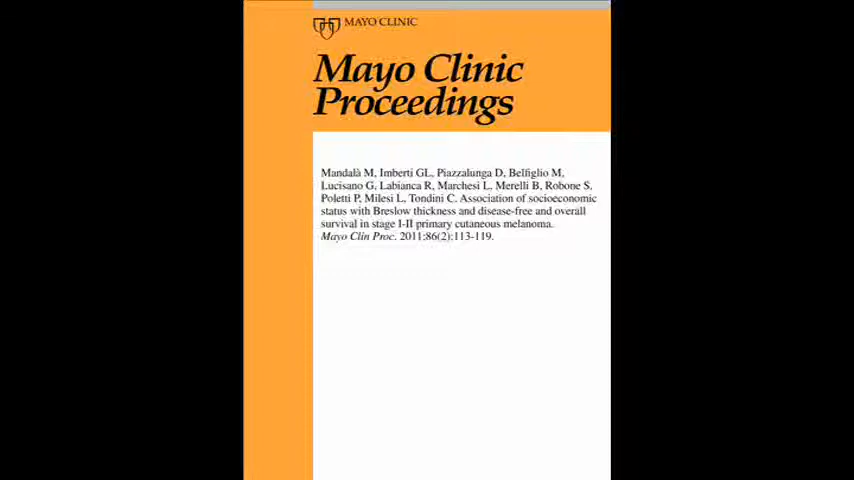 MAYO CLINIC
Mayo Clinic
Proceedings
Mandalà M, Imberti GL, Piazzalunga D, Belfiglio M,
Lucisano G, Labianca R, Marchesi L, Merelli B, Robone S,
Poletti P, Milesi L, Tondini C. Association of socioeconomic
status with Breslow thickness and disease-free and overall
survival in stage I-II primary cutaneous melanoma.
Mayo Clin Proc. 2011;86(2):113-119.